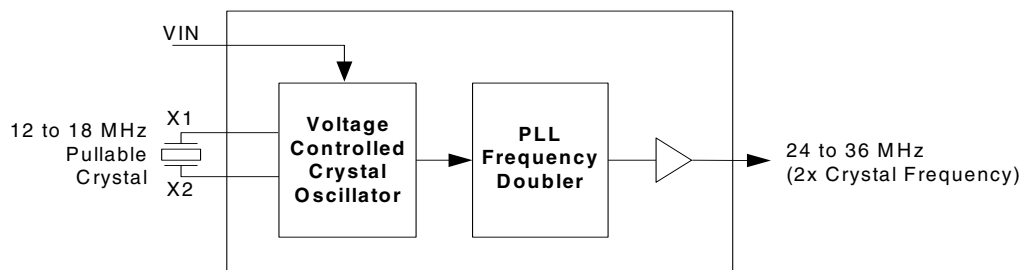 VIN
X1
12 to 18 MHz
Pullable
Crystal
X2
Voltage
Controlled
Crystal
Oscillator
PLL
Frequency
Doubler
24 to 36 MHz
(2x Crystal Frequency)